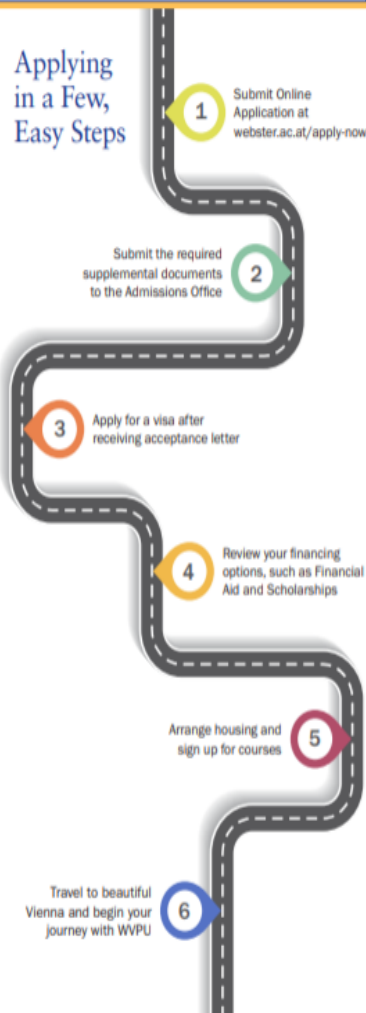 Applying
in a Few,
Easy Steps
1
Submit Online
Application at
webster.ac.at/apply-now
Submit the required
supplemental documents
to the Admissions Office
2
3
Apply for a visa after
receiving acceptance letter
4
Review your financing
options, such as Financial
Aid and Scholarships
Arrange housing and
sign up for courses
5
Travel to beautiful
Vienna and begin your
journey with WVPU
6